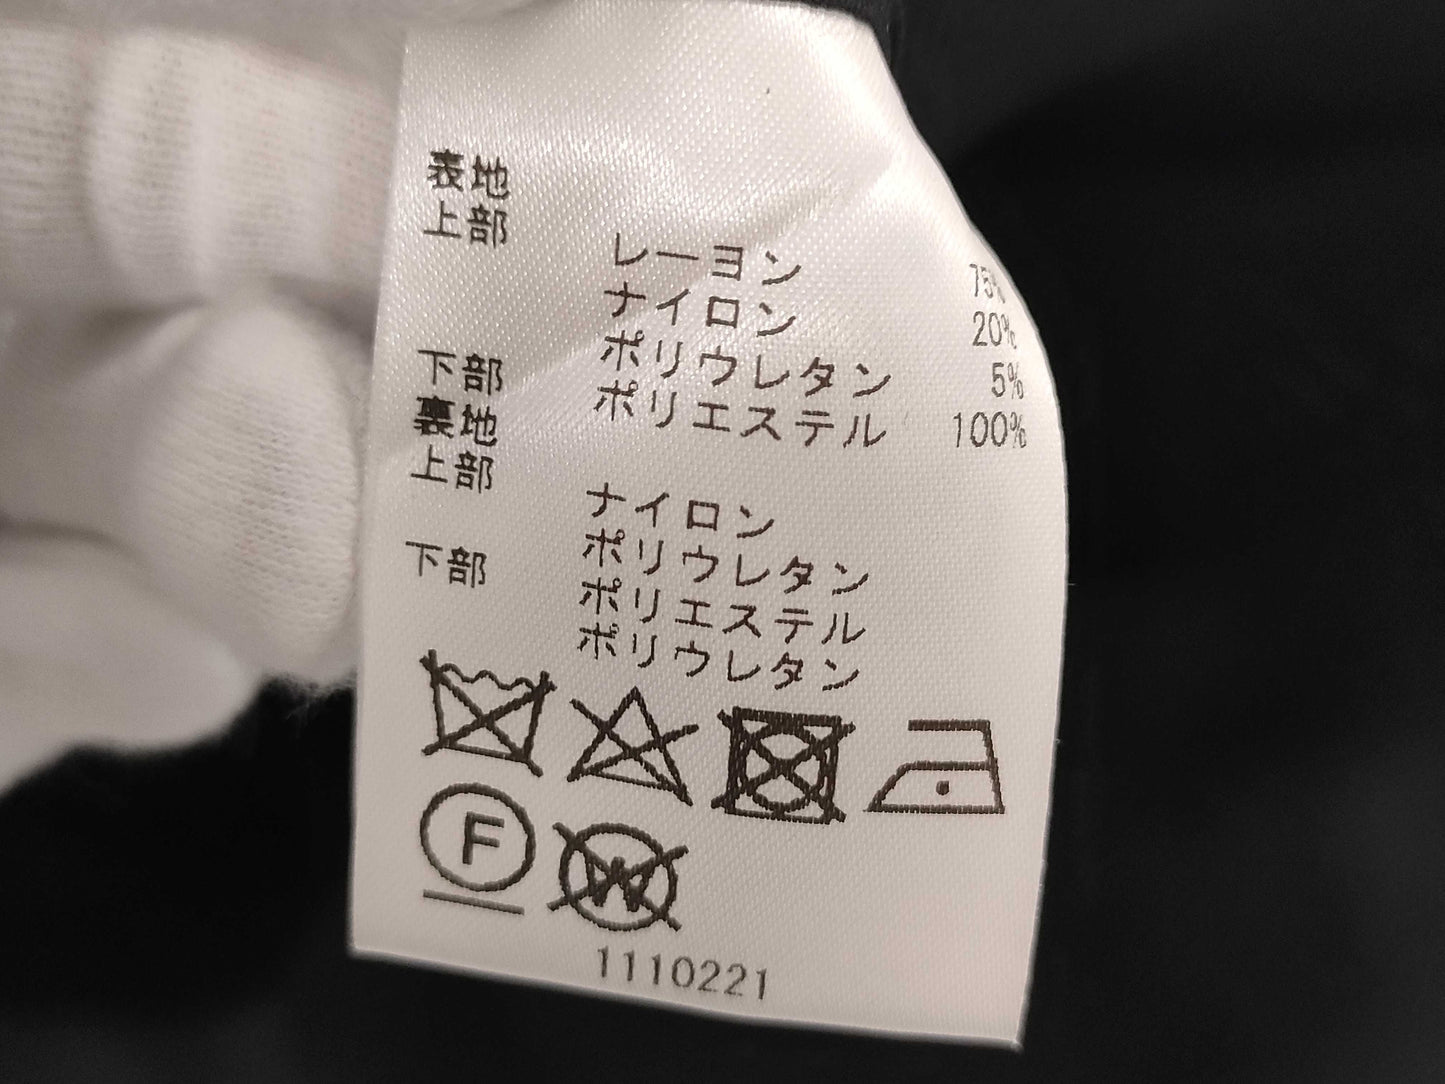 表地
上部
レーヨン 75%
ナイロン 20%
ポリウレタン 5%
下部 ポリエステル 100%
裏地
上部 ナイロン
ポリウレタン
下部 ポリエステル
ポリウレタン
F W
1110221